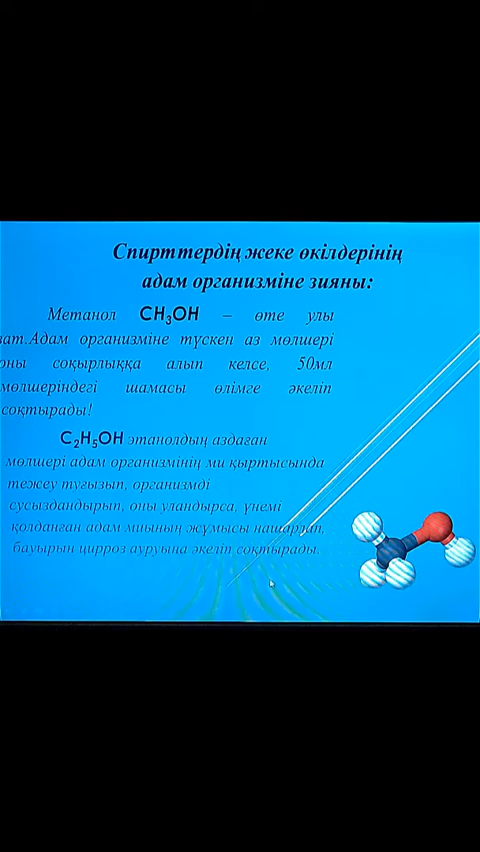 Спирттердің жеке өкілдерінің
адам организміне зияны:
Метанол CH₃OH – өте улы
зат.Адам организміне түскен аз мөлшері
оны соқырлыққа алып келсе, 50мл
мөлшеріндегі шамасы өлімге әкеліп
соқтырады!
C₂H₅OH этанолдың аздаған
мөлшері адам организмінің ми қыртысында
тежеу туғызып, организмді
сусыздандырып, оны уландырса, үнемі
қолданған адам миының жұмысы нашарлап,
бауырын цирроз ауруына әкеліп соқтырады.